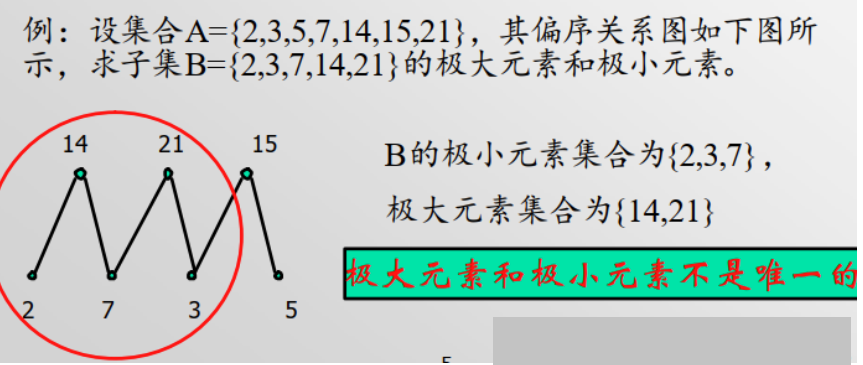 例：设集合A={2,3,5,7,14,15,21}，其偏序关系图如下图所
示，求子集B={2,3,7,14,21}的极大元素和极小元素。
14 21 15
B的极小元素集合为{2,3,7}，
极大元素集合为{14,21}
极大元素和极小元素不是唯一的
2 7 3 5